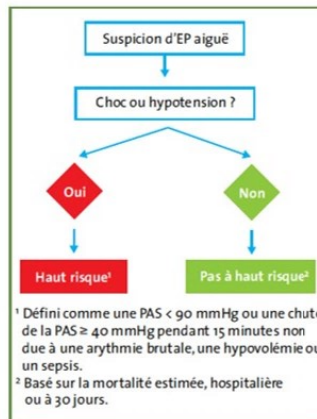 Suspicion d'EP aiguë
Choc ou hypotension ?
Oui
Non
Haut risque¹
Pas à haut risque²
¹ Défini comme une PAS < 90 mmHg ou une chute
de la PAS ≥ 40 mmHg pendant 15 minutes non
due à une arythmie brutale, une hypovolémie ou
un sepsis.
² Basé sur la mortalité estimée, hospitalière
ou à 30 jours.